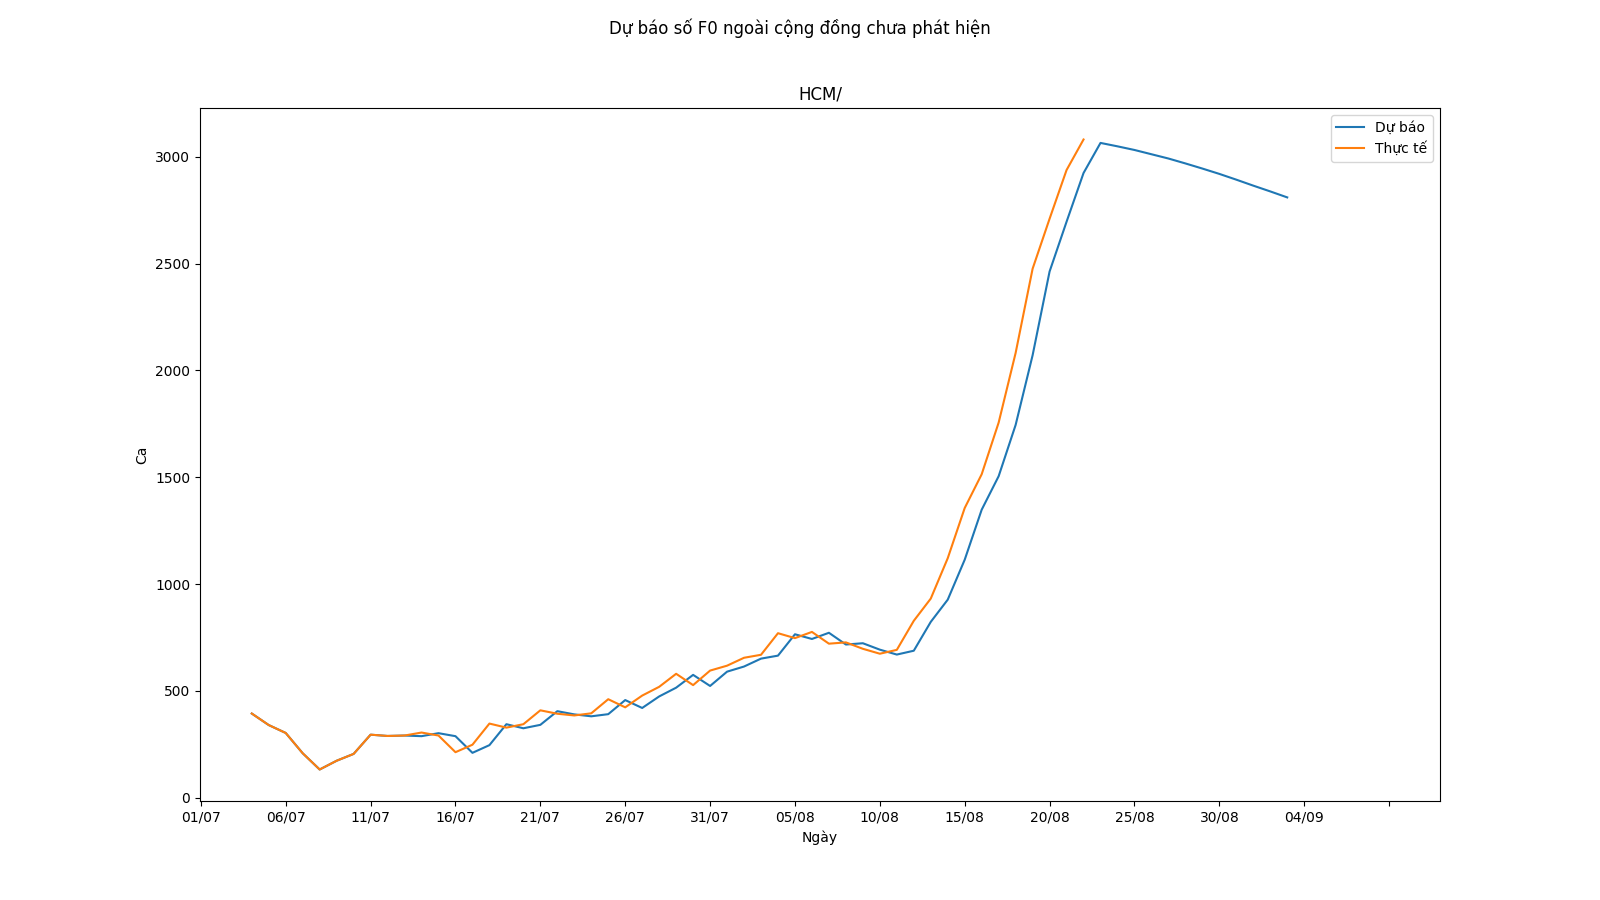 Dự báo số F0 ngoài cộng đồng chưa phát hiện
HCM/
Dự báo
Thực tế
3000
2500
2000
1500
1000
500
0
Ca
01/07 06/07 11/07 16/07 21/07 26/07 31/07 05/08 10/08 15/08 20/08 25/08 30/08 04/09
Ngày